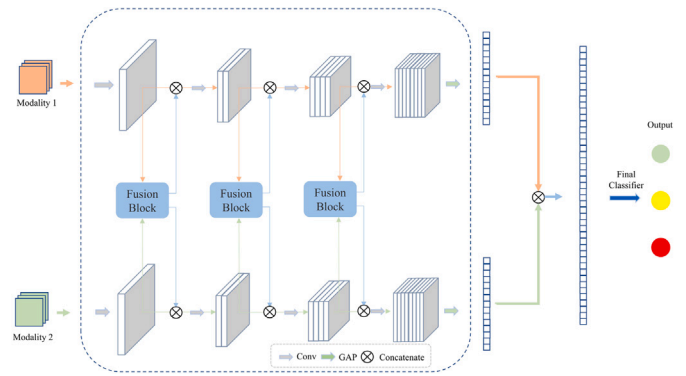 Modality 1
Fusion
Block
Fusion
Block
Fusion
Block
Output
Final
Classifier
Modality 2
Conv
GAP
Concatenate